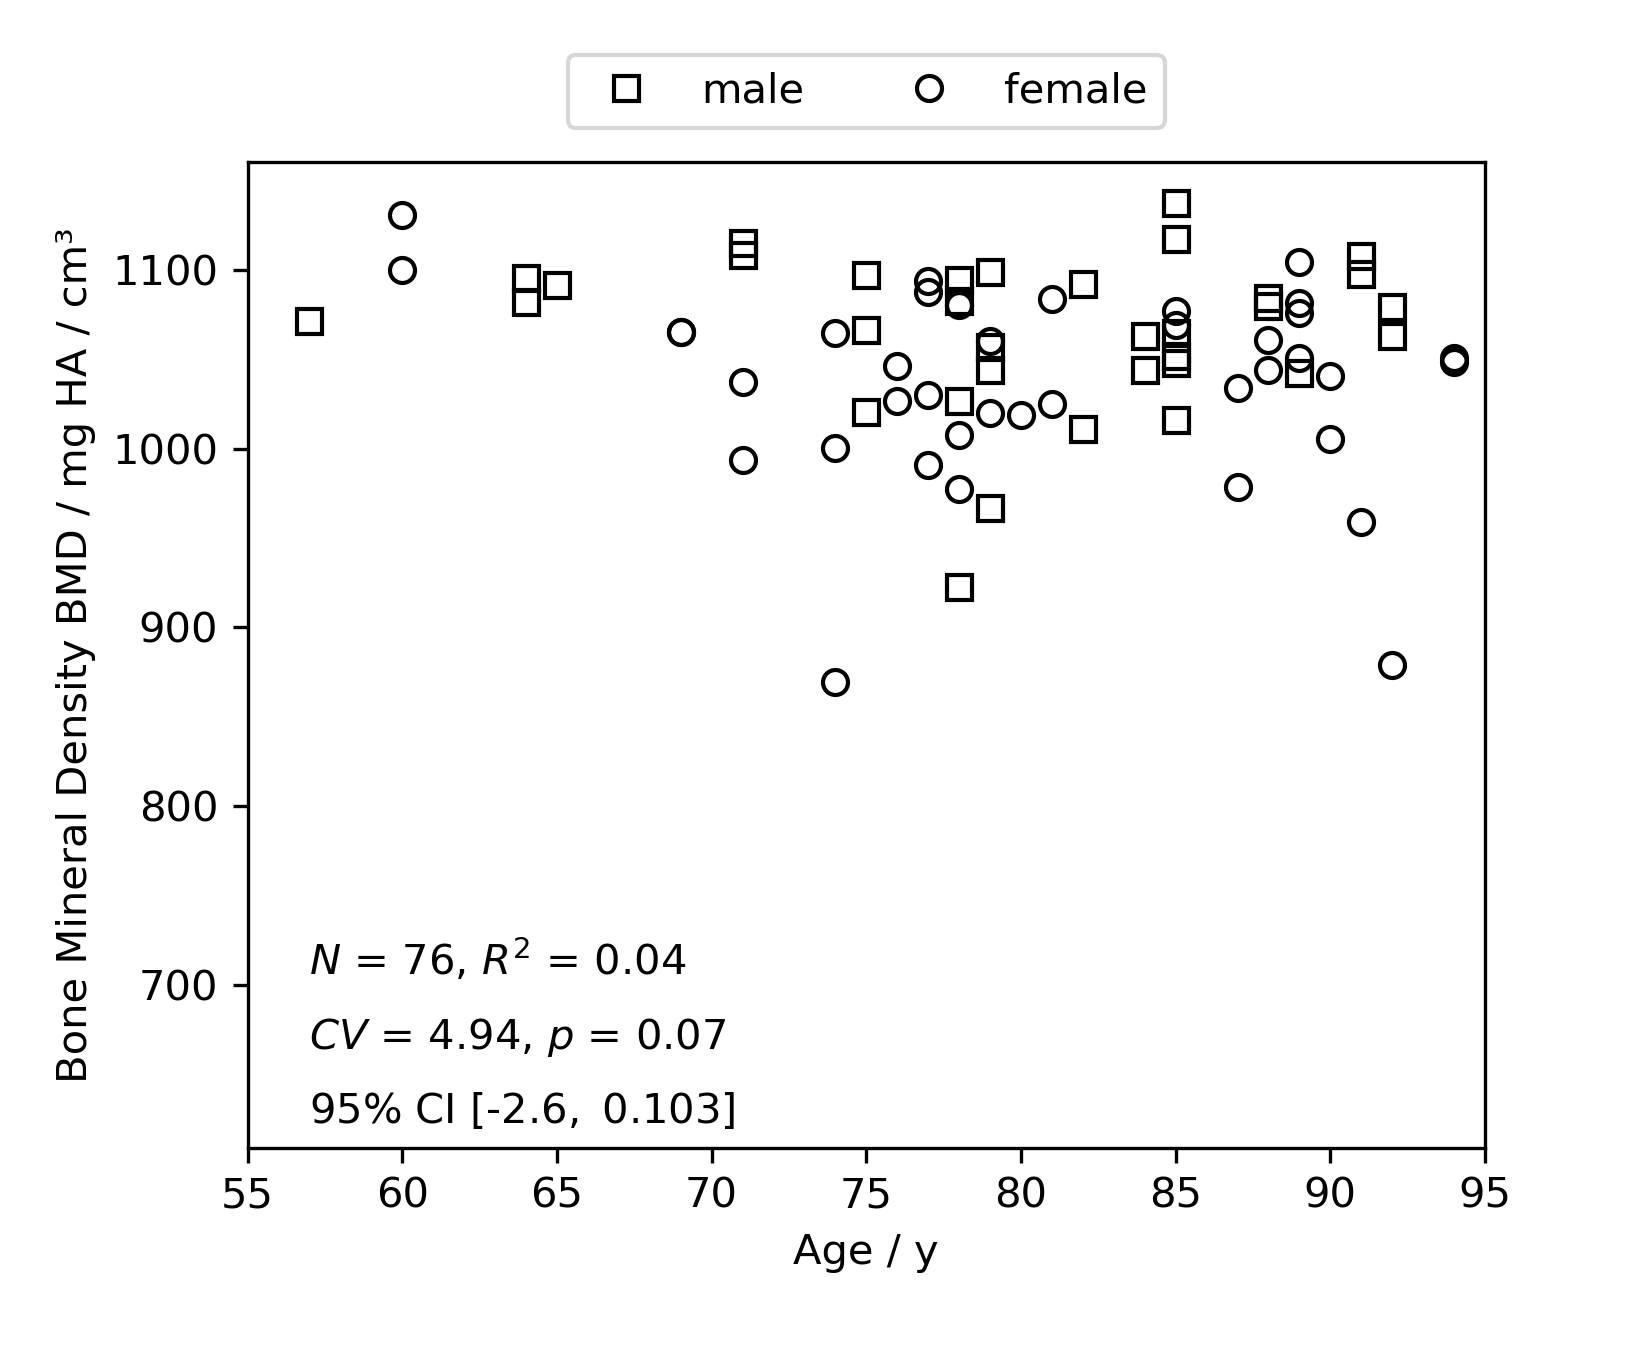 male female
Bone Mineral Density BMD / mg HA / cm³
1100
1000
900
800
700
N = 76, R² = 0.04
CV = 4.94, p = 0.07
95% CI [-2.6, 0.103]
55 60 65 70 75 80 85 90 95
Age / y